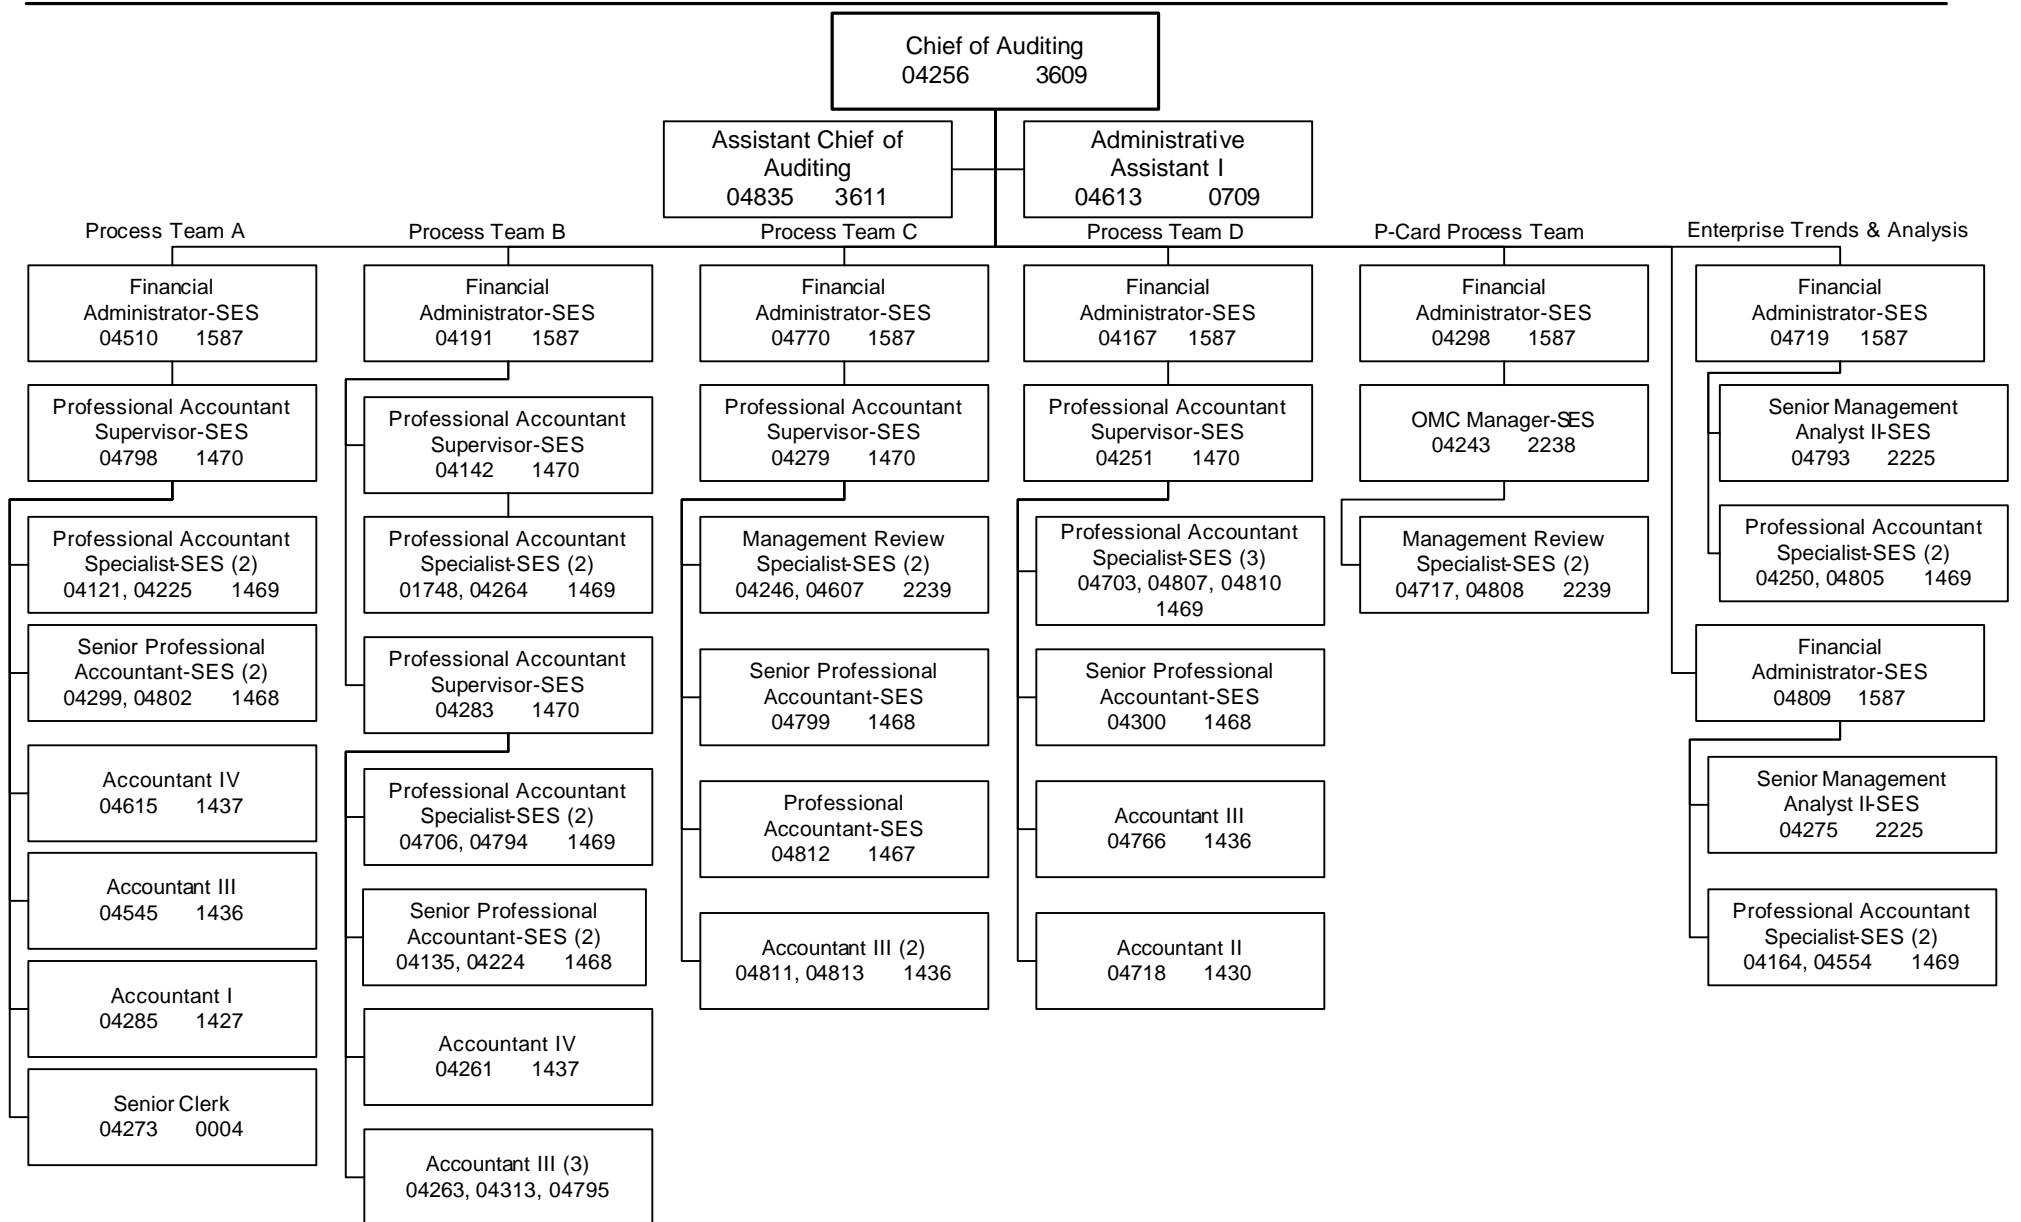 Chief of Auditing
04256 3609
Assistant Chief of
Auditing
04835 3611
Administrative
Assistant I
04613 0709
Process Team A
Financial
Administrator-SES
04510 1587
Professional Accountant
Supervisor-SES
04798 1470
Professional Accountant
Specialist-SES (2)
04121, 04225 1469
Senior Professional
Accountant-SES (2)
04299, 04802 1468
Accountant IV
04615 1437
Accountant III
04545 1436
Accountant I
04285 1427
Senior Clerk
04273 0004
Process Team B
Financial
Administrator-SES
04191 1587
Professional Accountant
Supervisor-SES
04142 1470
Professional Accountant
Specialist-SES (2)
01748, 04264 1469
Professional Accountant
Supervisor-SES
04283 1470
Professional Accountant
Specialist-SES (2)
04706, 04794 1469
Senior Professional
Accountant-SES (2)
04135, 04224 1468
Accountant IV
04261 1437
Accountant III (3)
04263, 04313, 04795
Process Team C
Financial
Administrator-SES
04770 1587
Professional Accountant
Supervisor-SES
04279 1470
Management Review
Specialist-SES (2)
04246, 04607 2239
Senior Professional
Accountant-SES
04799 1468
Professional
Accountant-SES
04812 1467
Accountant III (2)
04811, 04813 1436
Process Team D
Financial
Administrator-SES
04167 1587
Professional Accountant
Supervisor-SES
04251 1470
Professional Accountant
Specialist-SES (3)
04703, 04807, 04810
1469
Senior Professional
Accountant-SES
04300 1468
Accountant III
04766 1436
Accountant II
04718 1430
P-Card Process Team
Financial
Administrator-SES
04298 1587
OMC Manager-SES
04243 2238
Management Review
Specialist-SES (2)
04717, 04808 2239
Enterprise Trends & Analysis
Financial
Administrator-SES
04719 1587
Senior Management
Analyst II-SES
04793 2225
Professional Accountant
Specialist-SES (2)
04250, 04805 1469
Financial
Administrator-SES
04809 1587
Senior Management
Analyst II-SES
04275 2225
Professional Accountant
Specialist-SES (2)
04164, 04554 1469